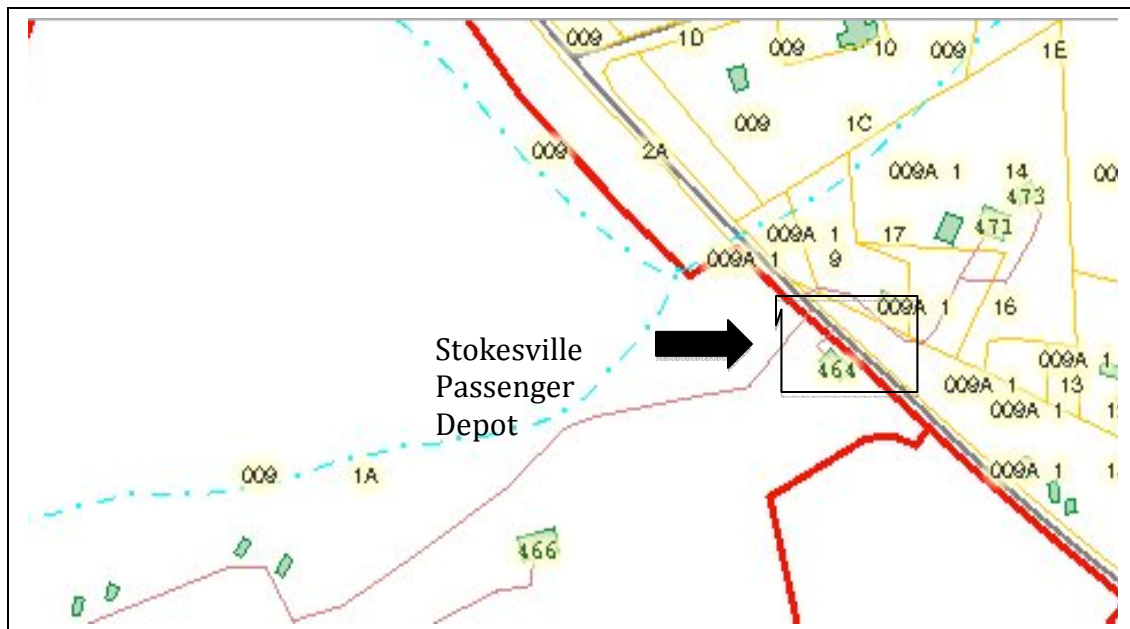 009 1D
009 10 009 1E
009 1C
009 2A
009A 1 14
473
471
009A 1 17
009A 1 9
009A 1 16
Stokesville
Passenger
Depot
464
009A 1
009A 1 13
009A 1
009 1A
009A 1
466